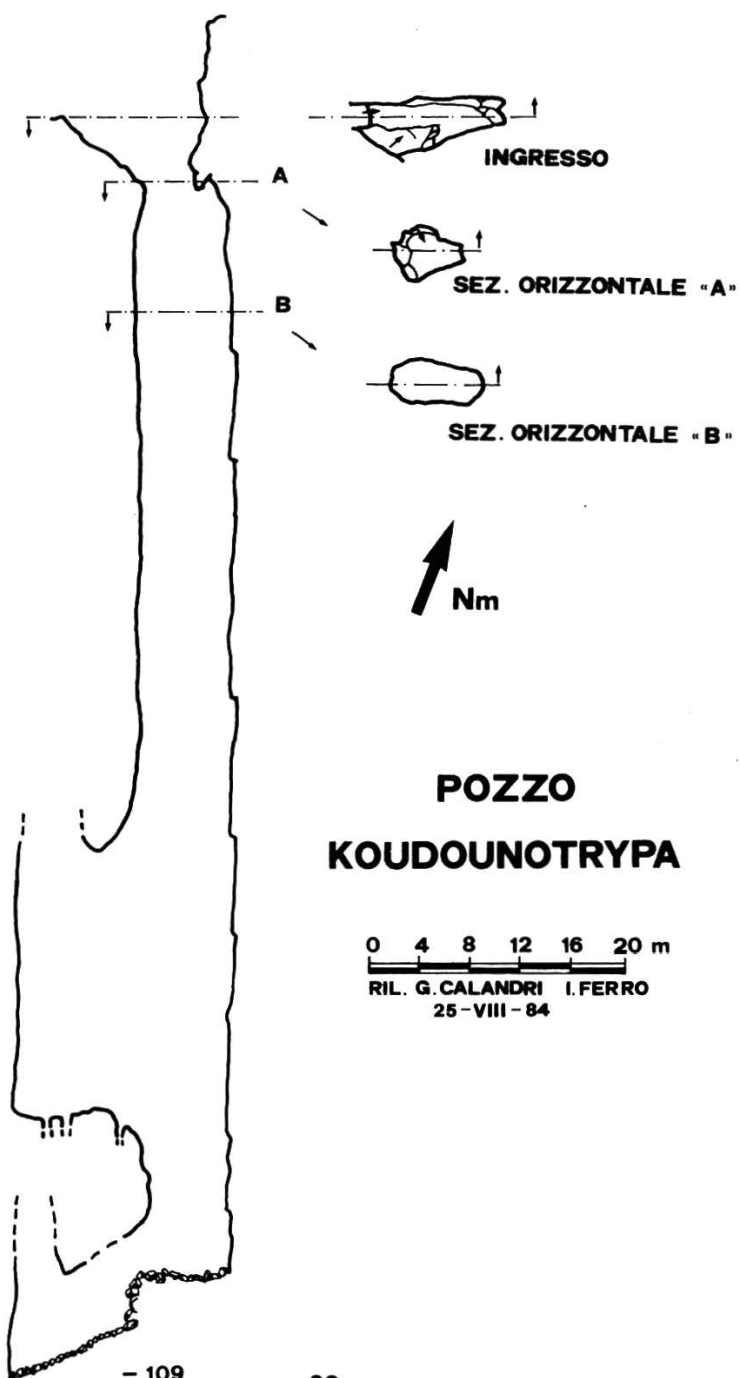 INGRESSO
A
SEZ. ORIZZONTALE «A»
B
SEZ. ORIZZONTALE «B»
Nm
POZZO
KOUDOUNOTRYPA
0 4 8 12 16 20 m
RIL. G. CALANDRI I. FERRO
25-VIII-84
-109